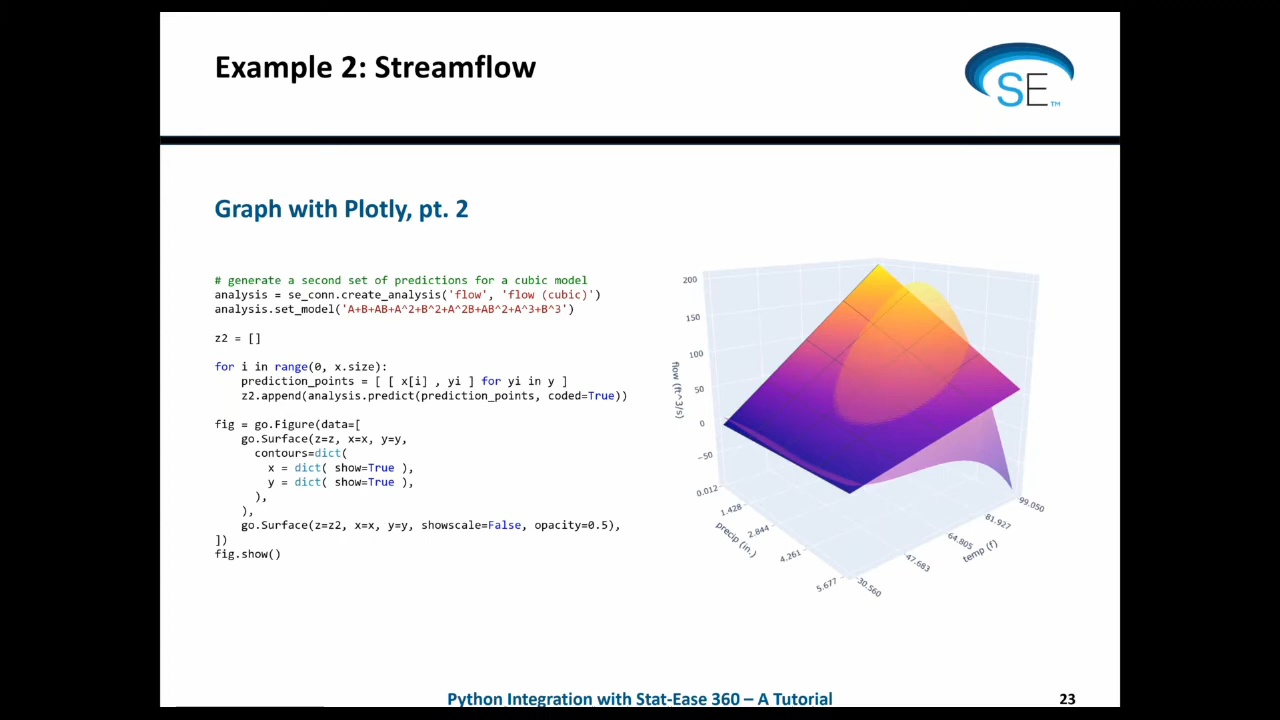 Example 2: Streamflow
SE™
Graph with Plotly, pt. 2
# generate a second set of predictions for a cubic model
analysis = se_conn.create_analysis('flow', 'flow (cubic)')
analysis.set_model('A+B+AB+A^2+B^2+A^2B+AB^2+A^3+B^3')
z2 = []
for i in range(0, x.size):
    prediction_points = [ [ x[i] , yi ] for yi in y ]
    z2.append(analysis.predict(prediction_points, coded=True))
fig = go.Figure(data=[
    go.Surface(z=z, x=x, y=y,
      contours=dict(
        x = dict( show=True ),
        y = dict( show=True ),
      ),
    ),
    go.Surface(z=z2, x=x, y=y, showscale=False, opacity=0.5),
])
fig.show()
200
150
100
50
0
−50
flow (ft^3/s)
0.012
1.428
2.844
4.261
5.677
precip (in.)
99.050
81.927
64.805
47.683
30.560
temp (f)
Python Integration with Stat-Ease 360 – A Tutorial
23